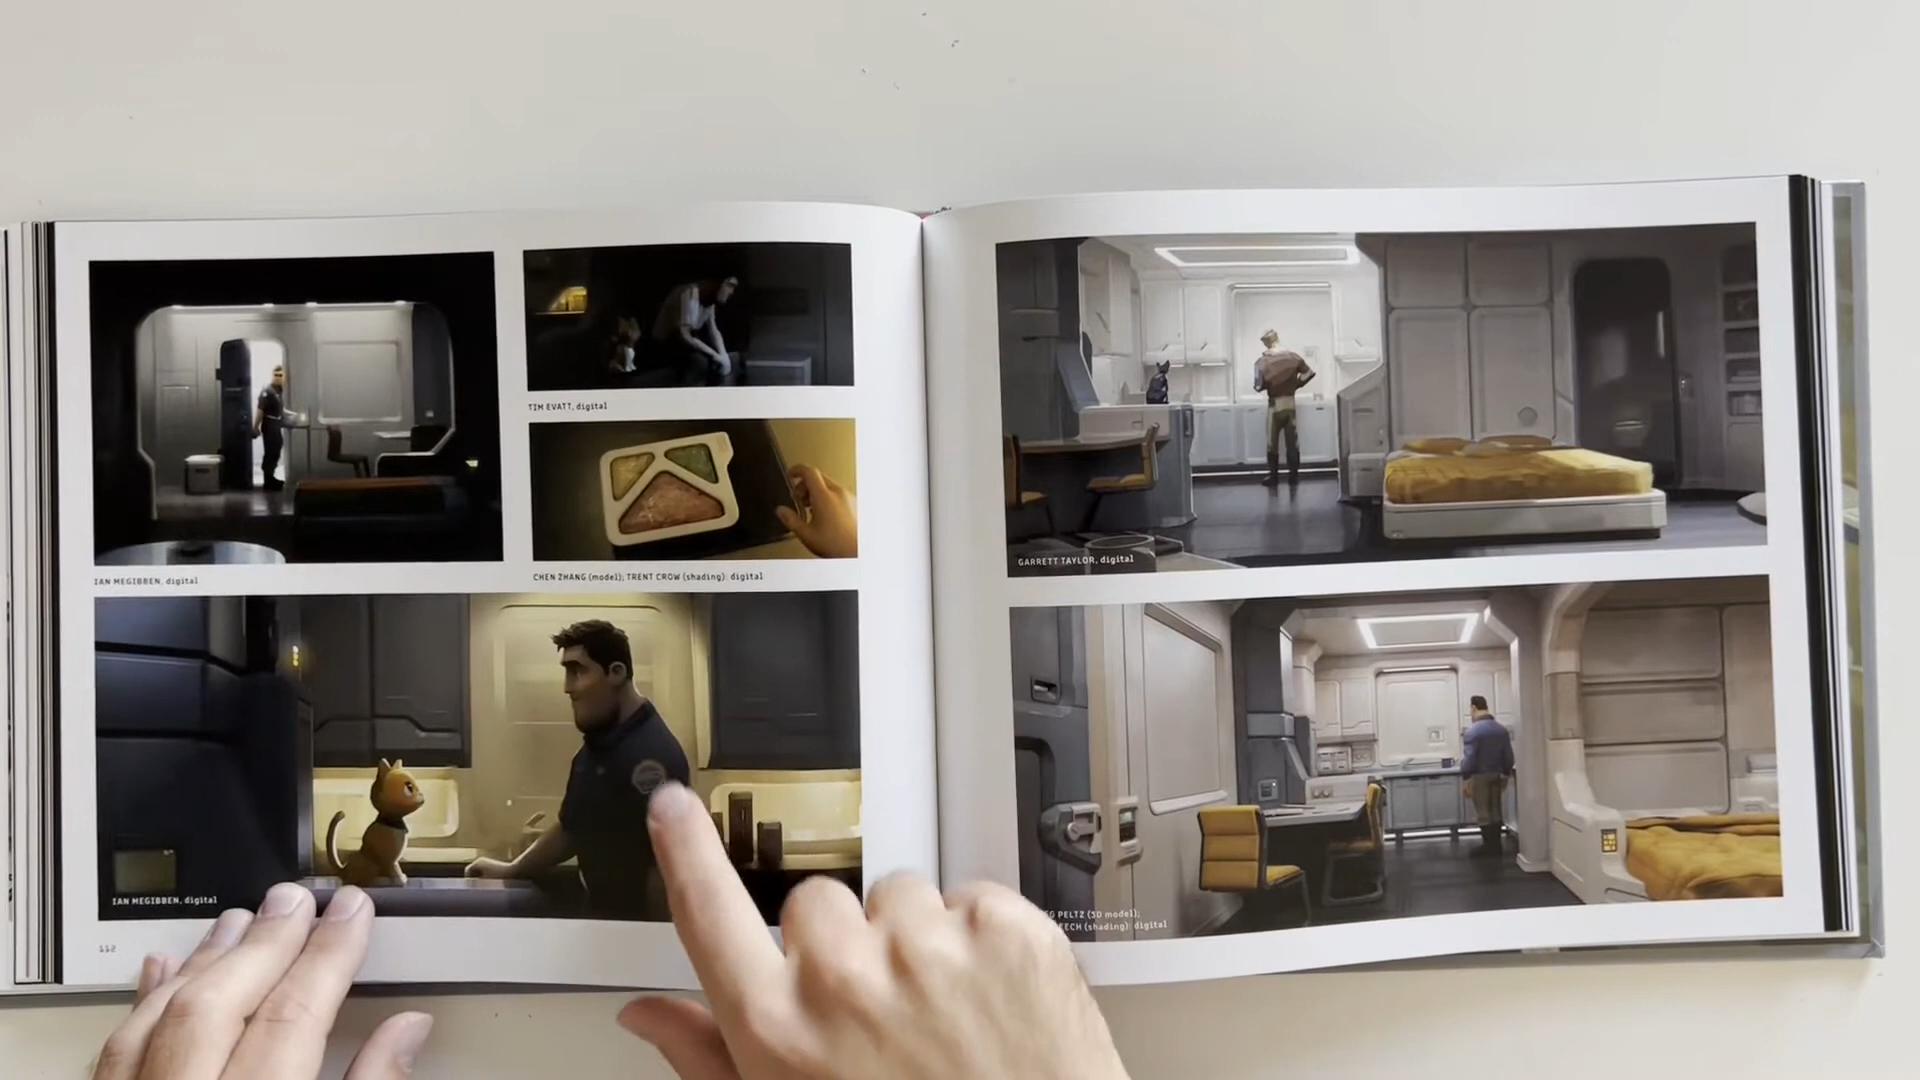 IAN MEGIBBEN, digital
TIM EVATT, digital
CHEN ZHANG (model); TRENT CROW (shading): digital
IAN MEGIBBEN, digital
112
GARRETT TAYLOR, digital
PELTZ (3D model);
(shading): digital